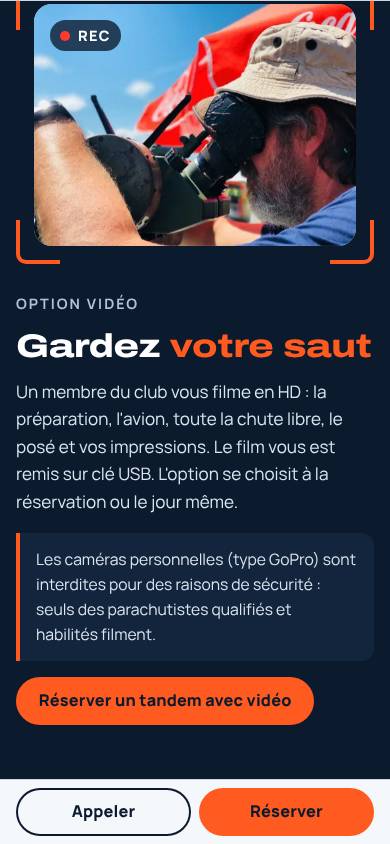 REC
OPTION VIDÉO
Gardez votre saut
Un membre du club vous filme en HD : la
préparation, l'avion, toute la chute libre, le
posé et vos impressions. Le film vous est
remis sur clé USB. L'option se choisit à la
réservation ou le jour même.
Les caméras personnelles (type GoPro) sont
interdites pour des raisons de sécurité :
seuls des parachutistes qualifiés et
habilités filment.
Réserver un tandem avec vidéo
Appeler
Réserver